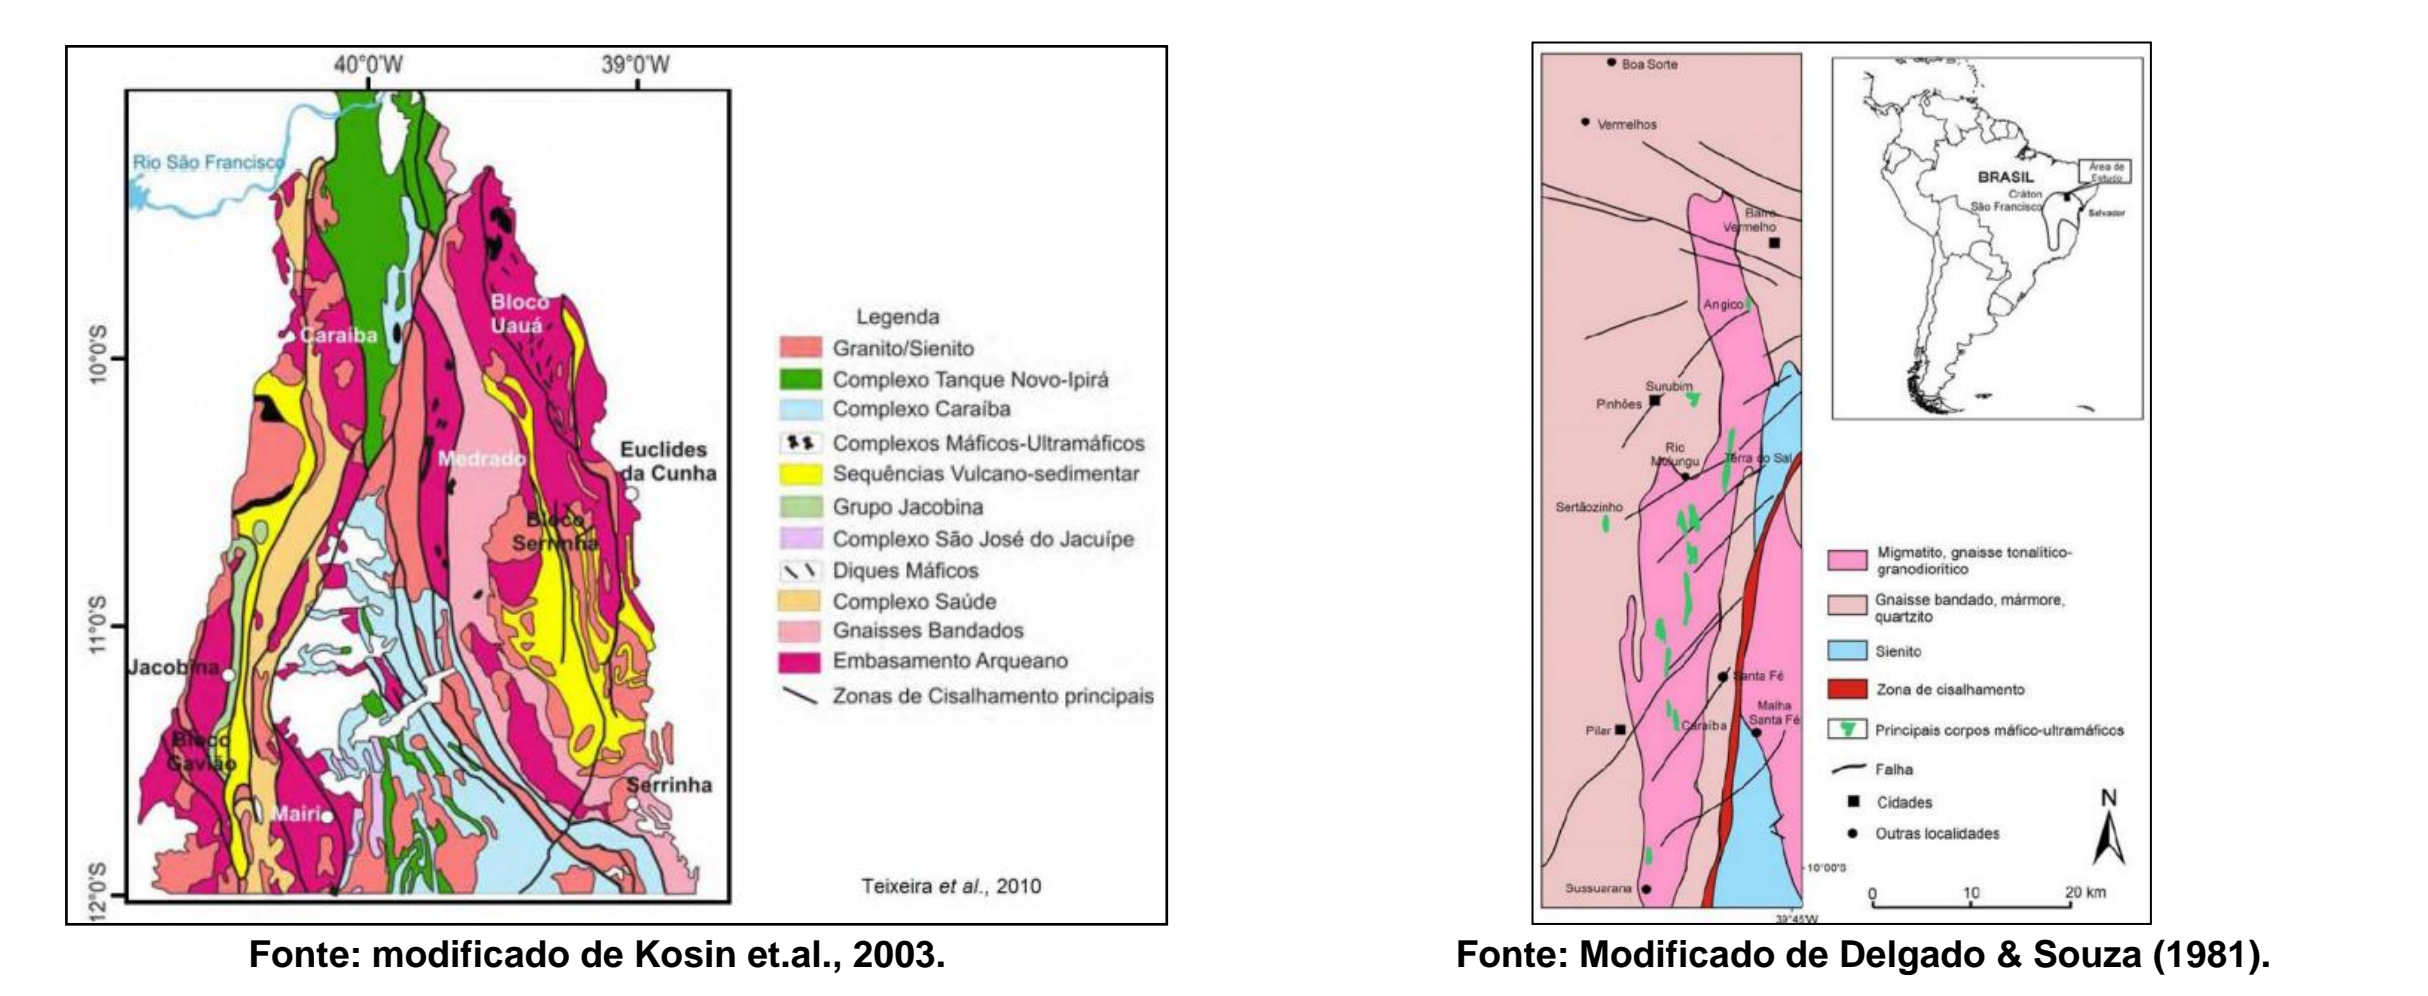 40°0'W
39°0'W
Rio São Francisco
Bloco
Uauá
Caraíba
10°0'S
Euclides
da Cunha
Medrado
Bloco
Serrinha
11°0'S
Jacobina
Bloco
Gavião
Serrinha
Mairi
12°0'S
Legenda
Granito/Sienito
Complexo Tanque Novo-Ipirá
Complexo Caraíba
Complexos Máficos-Ultramáficos
Sequências Vulcano-sedimentar
Grupo Jacobina
Complexo São José do Jacuípe
Diques Máficos
Complexo Saúde
Gnaisses Bandados
Embasamento Arqueano
Zonas de Cisalhamento principais
Teixeira et al., 2010
Fonte: modificado de Kosin et.al., 2003.
Boa Sorte
Vermelhos
Barro
Vermelho
Angico
Surubim
Pinhões
Rio
Mulungu
Terra do Sal
Sertãozinho
Santa Fé
Malha
Santa Fé
Caraíba
Pilar
Sussuarana
10°00'S
39°45'W
BRASIL
Área de
Estudo
Cráton
São Francisco
Salvador
Migmatito, gnaisse tonalítico-
granodiorítico
Gnaisse bandado, mármore,
quartzito
Sienito
Zona de cisalhamento
Principais corpos máfico-ultramáficos
Falha
Cidades
Outras localidades
N
0 10 20 km
Fonte: Modificado de Delgado & Souza (1981).